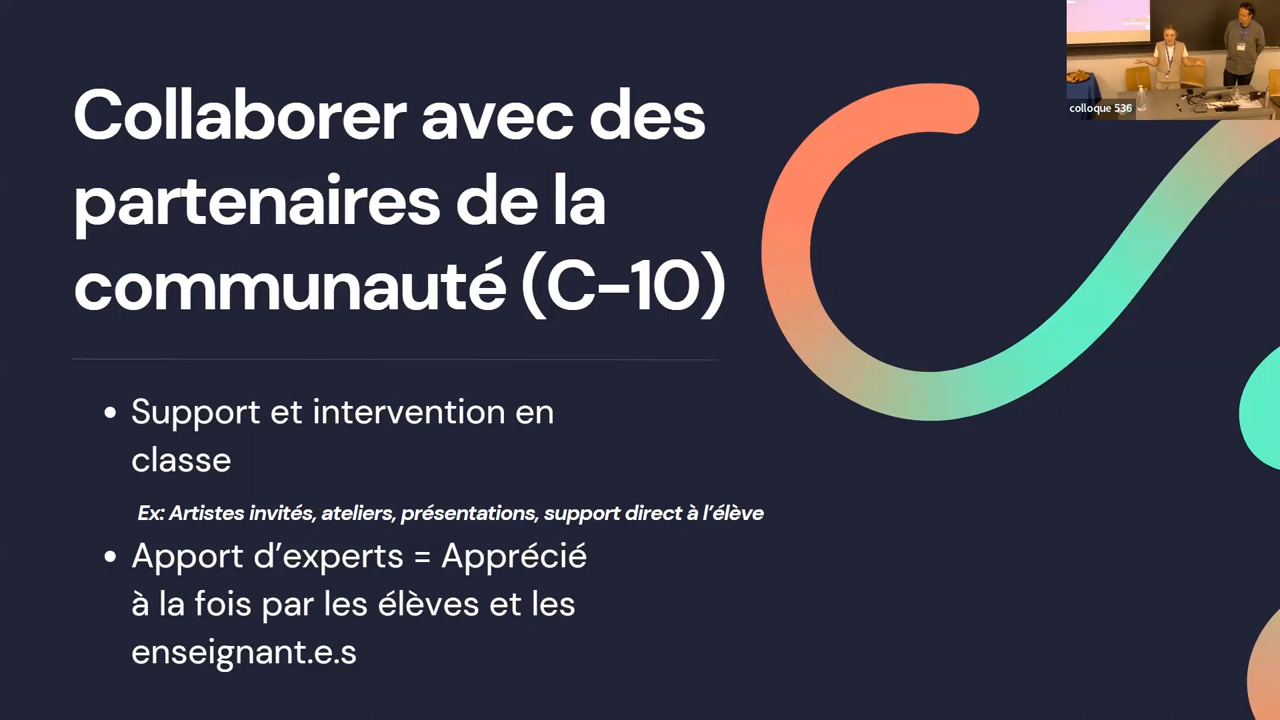 Collaborer avec des
partenaires de la
communauté (C-10)
• Support et intervention en
classe
Ex: Artistes invités, ateliers, présentations, support direct à l'élève
• Apport d'experts = Apprécié
à la fois par les élèves et les
enseignant.e.s
colloque 536